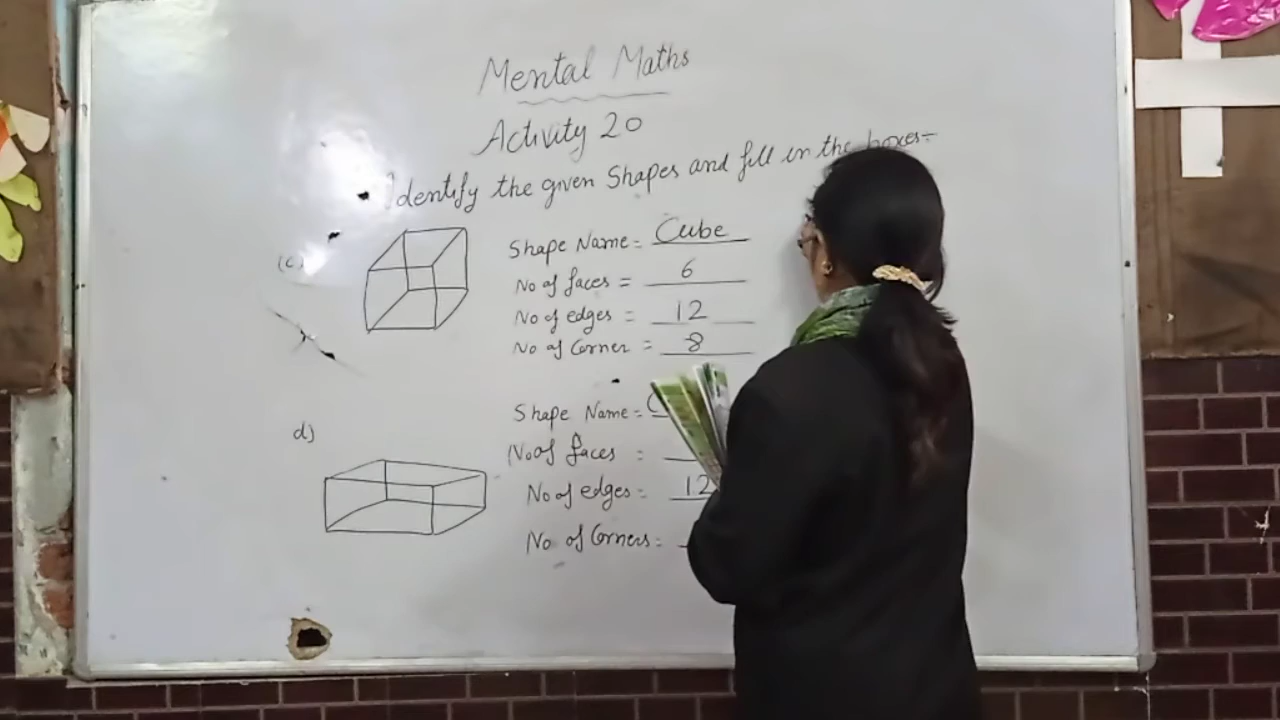 Mental Maths
Activity 20
Identify the given Shapes and fill in the boxes:-
(c)
Shape Name = Cube
No of faces = 6
No of edges = 12
No of Corner = 8
d)
Shape Name =
No of faces :
No of edges = 12
No of Corners =